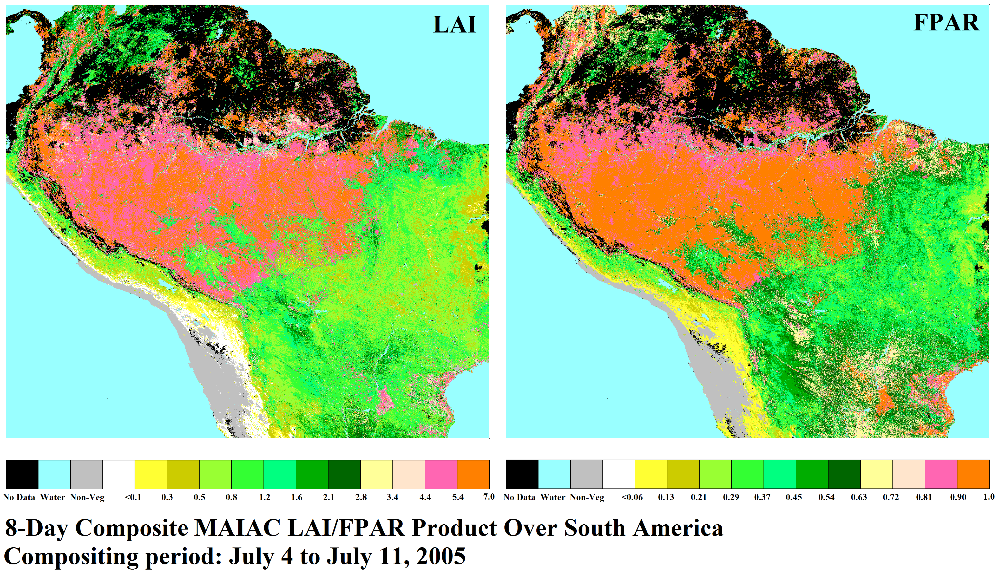 LAI
FPAR
No Data Water Non-Veg <0.1 0.3 0.5 0.8 1.2 1.6 2.1 2.8 3.4 4.4 5.4 7.0
No Data Water Non-Veg <0.06 0.13 0.21 0.29 0.37 0.45 0.54 0.63 0.72 0.81 0.90 1.0
8-Day Composite MAIAC LAI/FPAR Product Over South America
Compositing period: July 4 to July 11, 2005